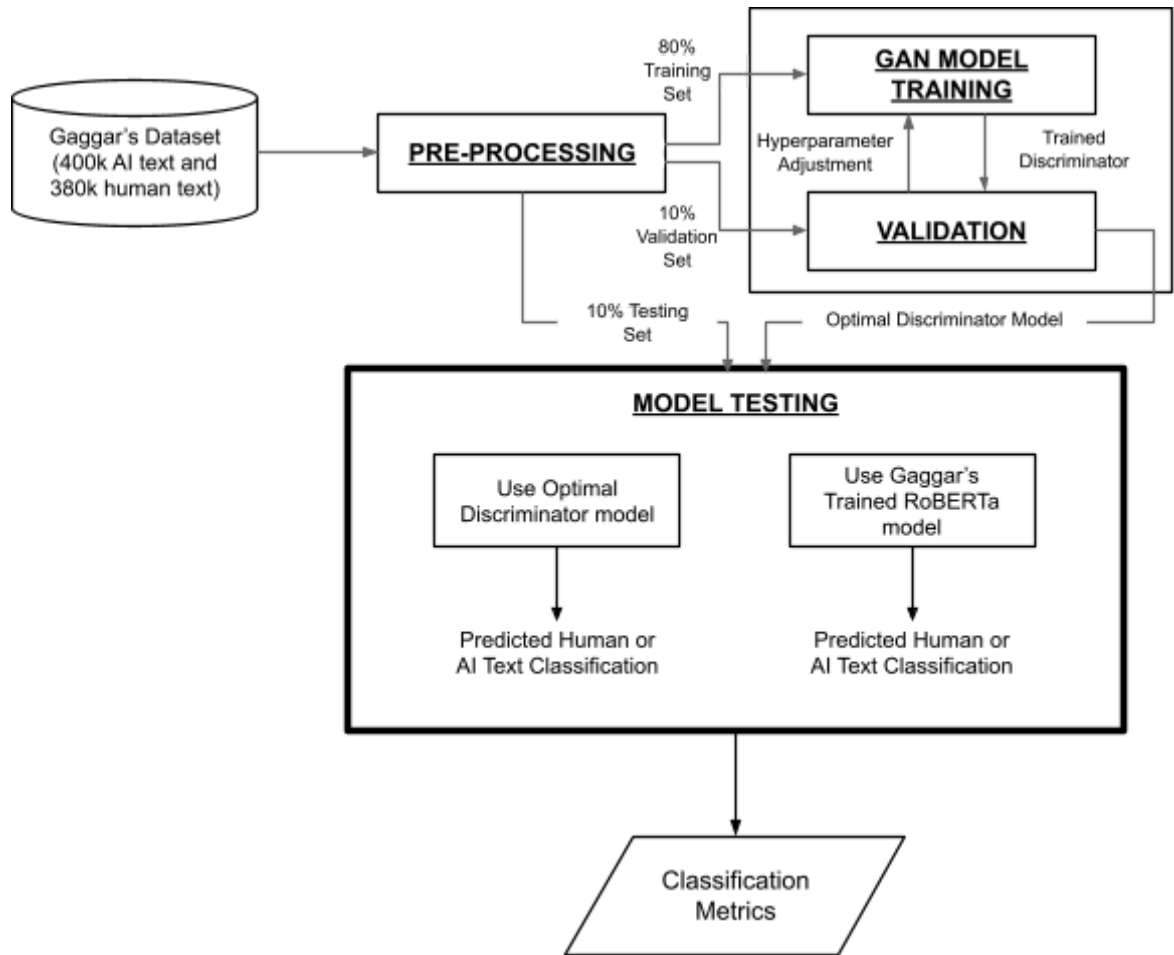 Gaggar's Dataset
(400k AI text and
380k human text)
PRE-PROCESSING
80%
Training
Set
10%
Validation
Set
GAN MODEL
TRAINING
Hyperparameter
Adjustment
Trained
Discriminator
VALIDATION
10% Testing
Set
Optimal Discriminator Model
MODEL TESTING
Use Optimal
Discriminator model
Use Gaggar's
Trained RoBERTa
model
Predicted Human or
AI Text Classification
Predicted Human or
AI Text Classification
Classification
Metrics